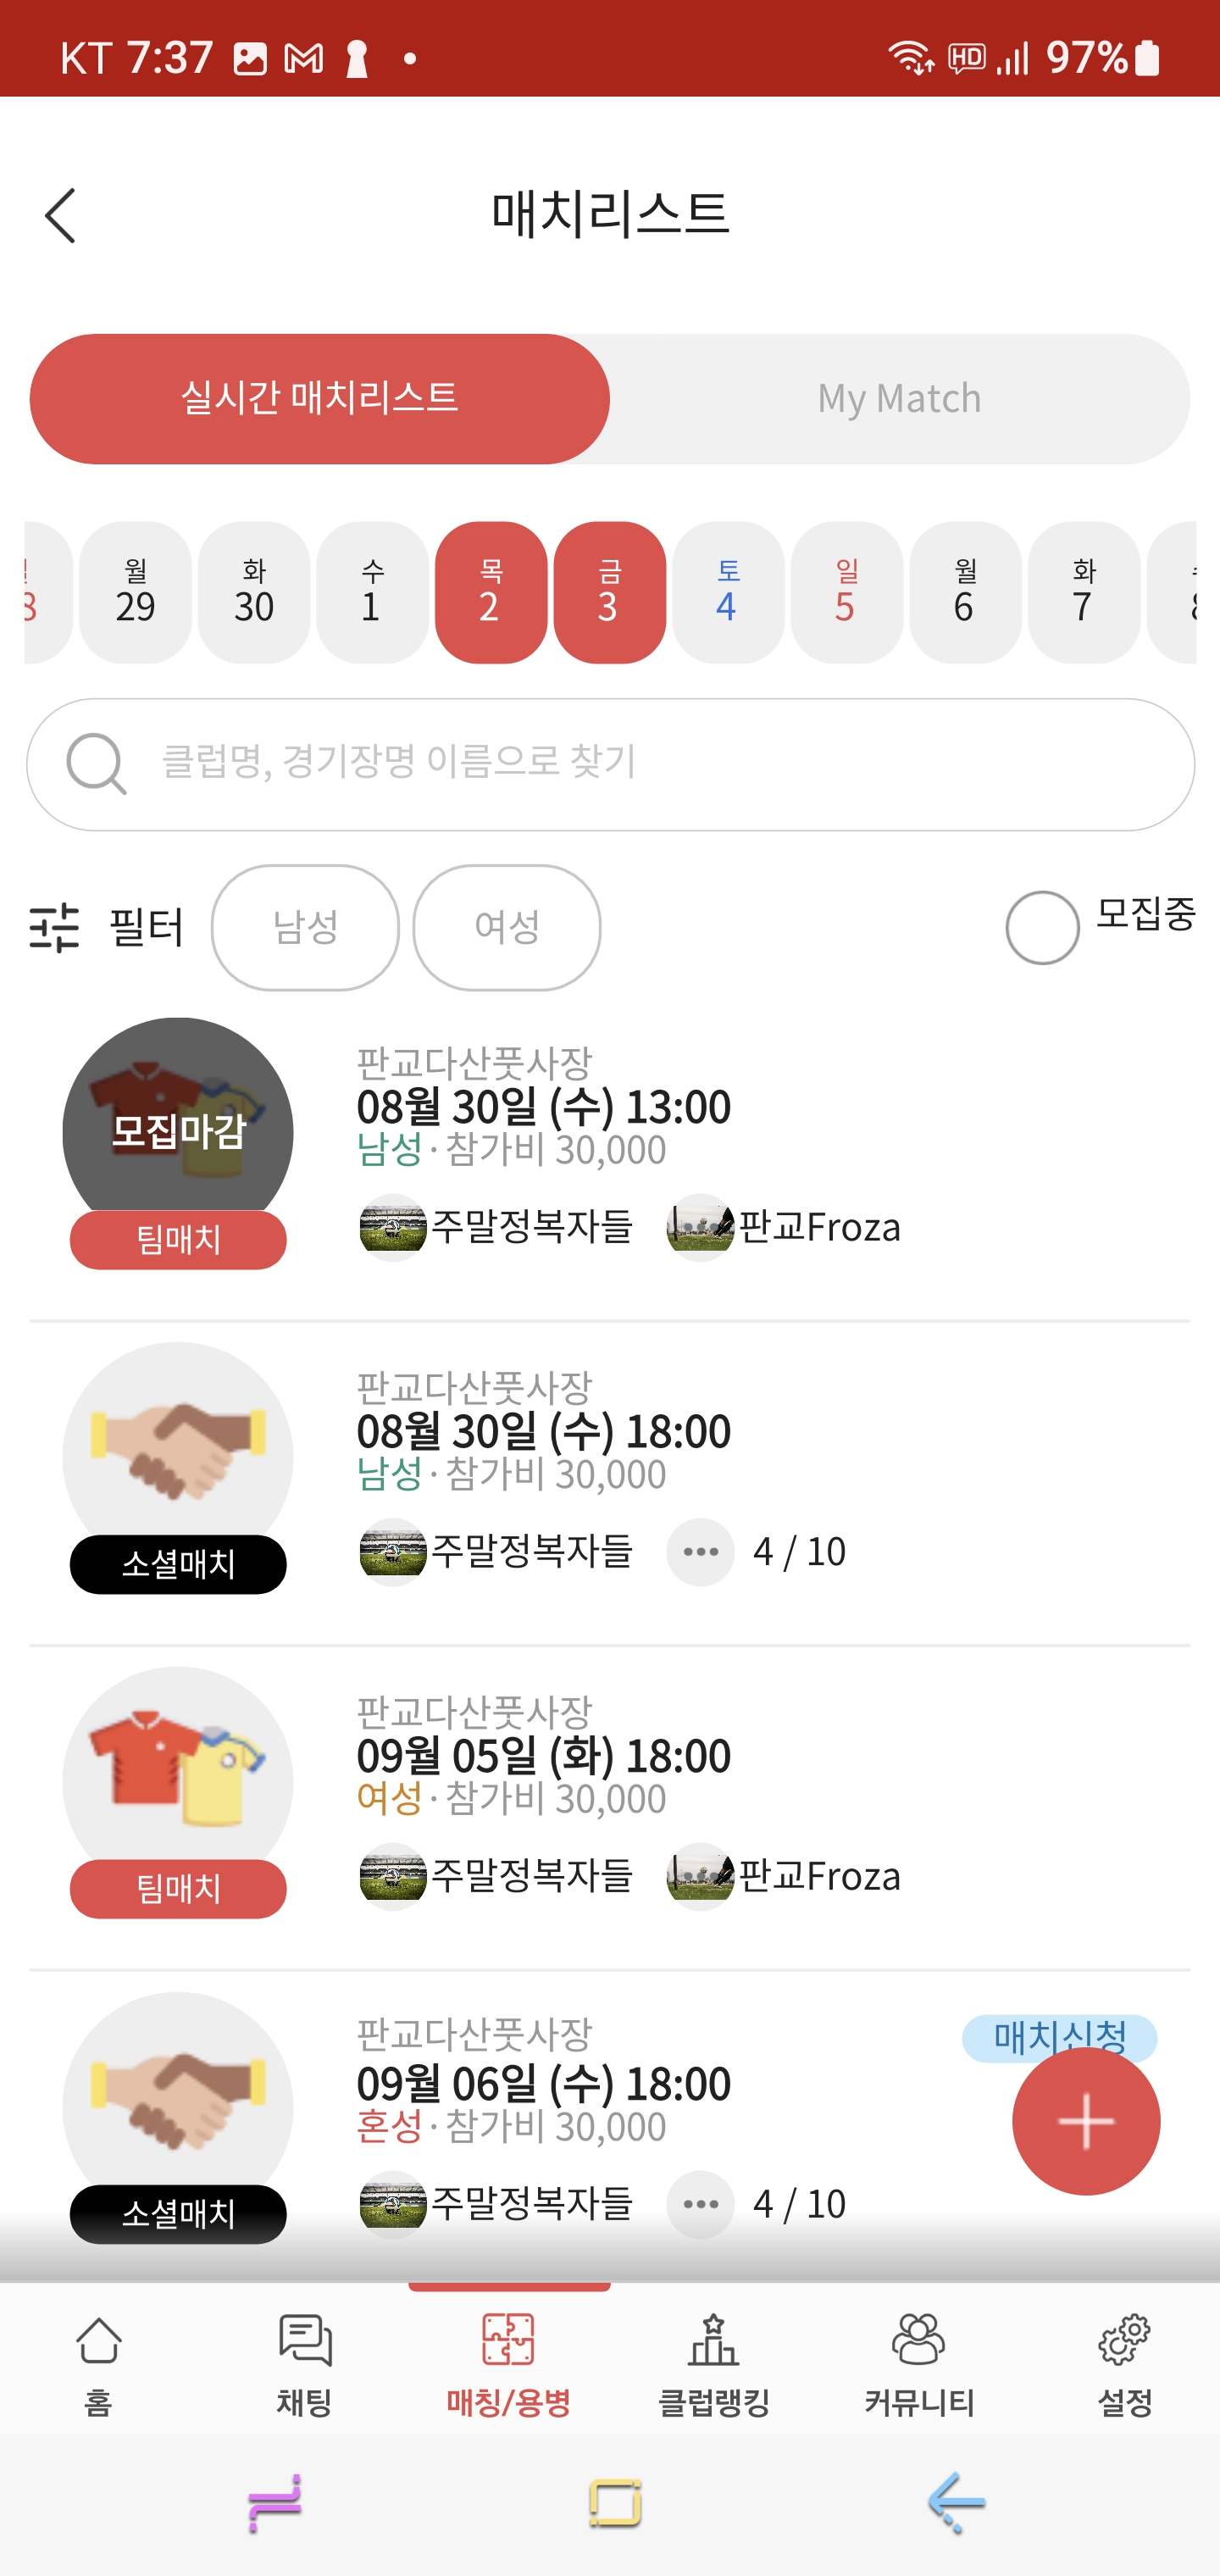 KT 7:37 HD 97%
매치리스트
실시간 매치리스트 My Match
월 화 수 목 금 토 일 월 화
29 30 1 2 3 4 5 6 7
클럽명, 경기장명 이름으로 찾기
필터 남성 여성 모집중
판교다산풋사장
08월 30일 (수) 13:00
모집마감
남성 · 참가비 30,000
주말정복자들 판교Froza
팀매치
판교다산풋사장
08월 30일 (수) 18:00
남성 · 참가비 30,000
주말정복자들 4 / 10
소셜매치
판교다산풋사장
09월 05일 (화) 18:00
여성 · 참가비 30,000
주말정복자들 판교Froza
팀매치
판교다산풋사장 매치신청
09월 06일 (수) 18:00
혼성 · 참가비 30,000
주말정복자들 4 / 10
소셜매치
홈 채팅 매칭/용병 클럽랭킹 커뮤니티 설정